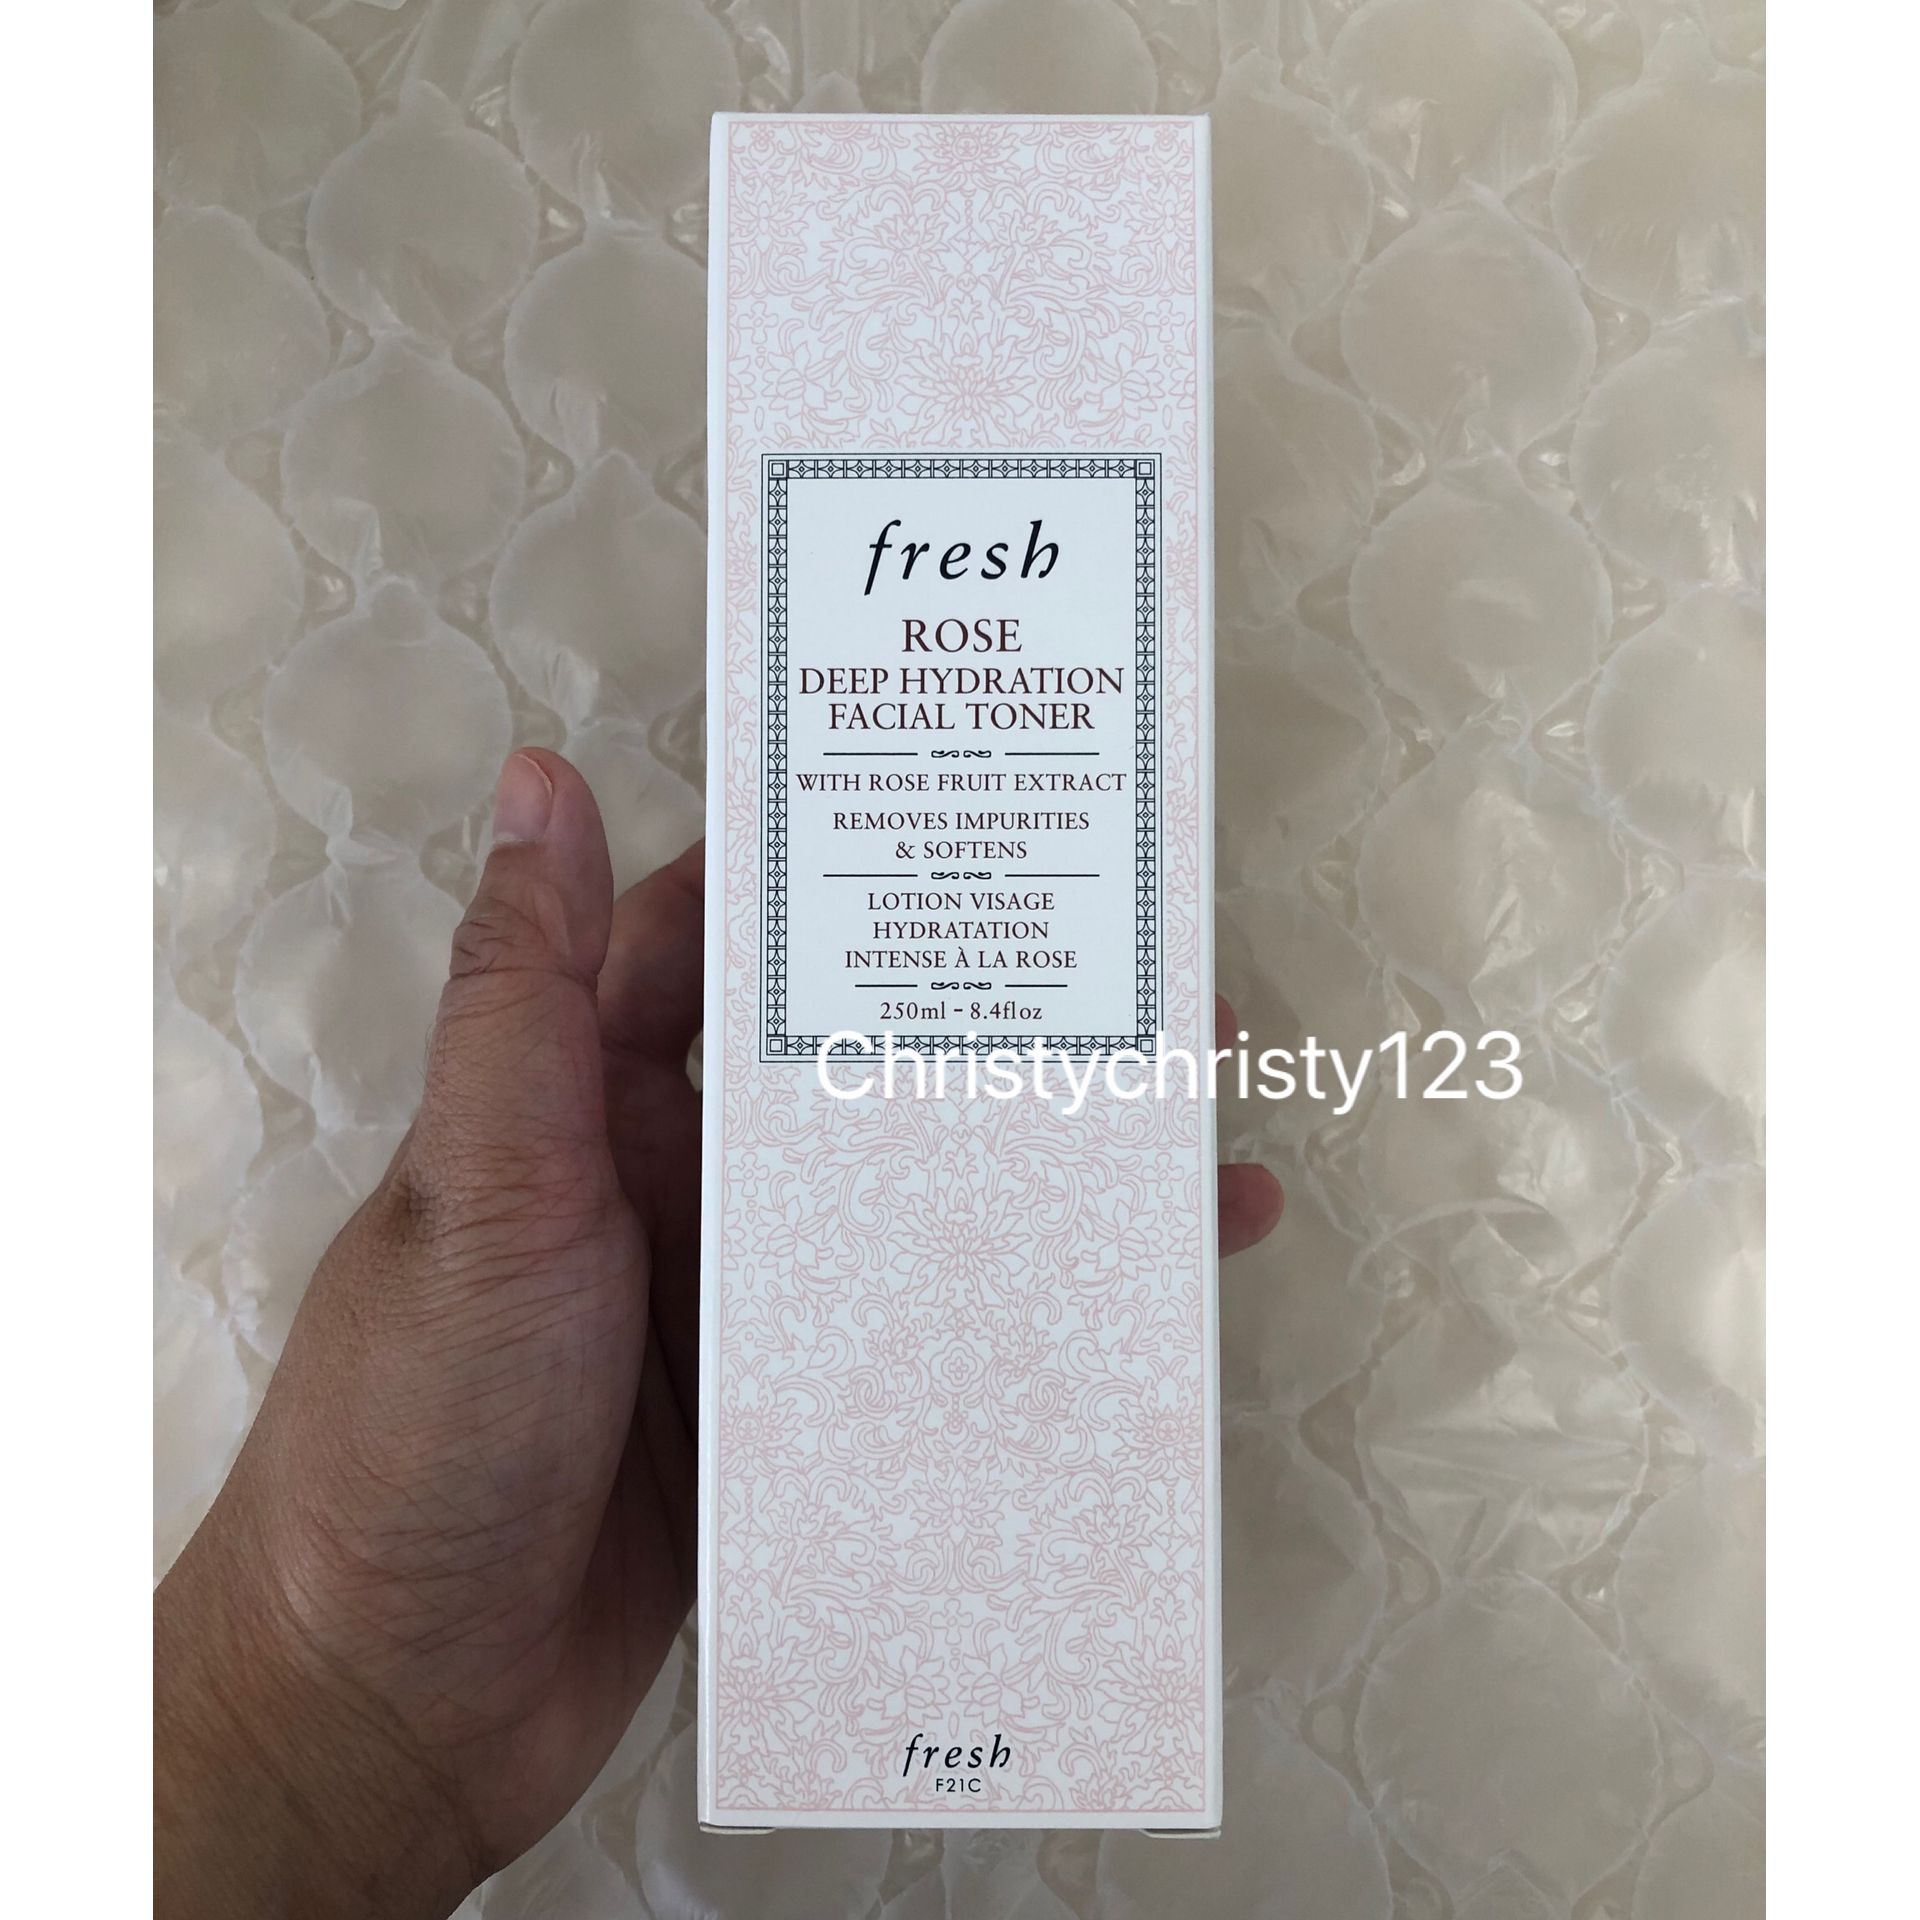 fresh
ROSE
DEEP HYDRATION
FACIAL TONER
WITH ROSE FRUIT EXTRACT
REMOVES IMPURITIES
& SOFTENS
LOTION VISAGE
HYDRATATION
INTENSE À LA ROSE
250ml - 8.4fl oz
Christychristy123
fresh
F21C